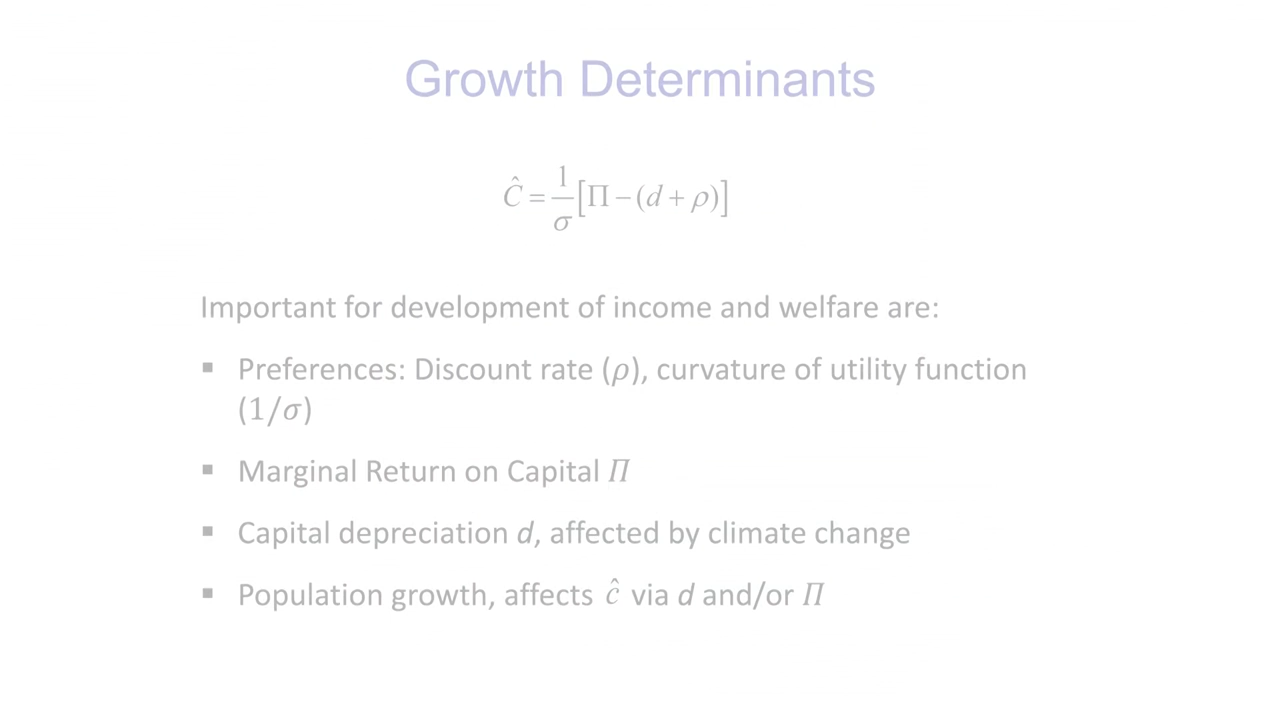 Growth Determinants
Ĉ = 1/σ [Π − (d + ρ)]
Important for development of income and welfare are:
▪ Preferences: Discount rate (ρ), curvature of utility function
(1/σ)
▪ Marginal Return on Capital Π
▪ Capital depreciation d, affected by climate change
▪ Population growth, affects ĉ via d and/or Π